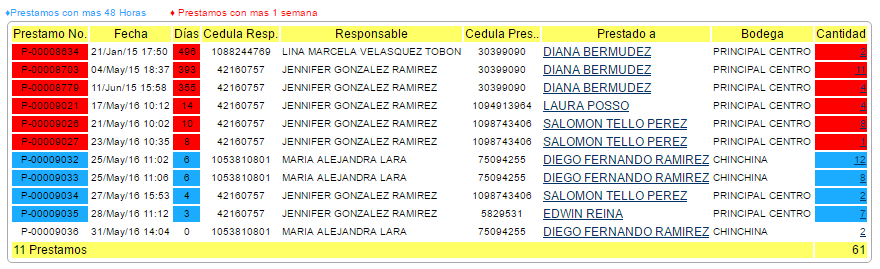 ♦Prestamos con mas 48 Horas ♦ Prestamos con mas 1 semana
Prestamo No. Fecha Días Cedula Resp. Responsable Cedula Pres.. Prestado a Bodega Cantidad
P-00008634 21/Jan/15 17:50 496 1088244769 LINA MARCELA VELASQUEZ TOBON 30399090 DIANA BERMUDEZ PRINCIPAL CENTRO 2
P-00008703 04/May/15 18:37 393 42160757 JENNIFER GONZALEZ RAMIREZ 30399090 DIANA BERMUDEZ PRINCIPAL CENTRO 11
P-00008779 11/Jun/15 15:58 355 42160757 JENNIFER GONZALEZ RAMIREZ 30399090 DIANA BERMUDEZ PRINCIPAL CENTRO 4
P-00009021 17/May/16 10:12 14 42160757 JENNIFER GONZALEZ RAMIREZ 1094913964 LAURA POSSO PRINCIPAL CENTRO 4
P-00009026 21/May/16 10:02 10 42160757 JENNIFER GONZALEZ RAMIREZ 1098743406 SALOMON TELLO PEREZ PRINCIPAL CENTRO
P-00009027 23/May/16 10:35 8 42160757 JENNIFER GONZALEZ RAMIREZ 1098743406 SALOMON TELLO PEREZ PRINCIPAL CENTRO
P-00009032 25/May/16 11:02 6 1053810801 MARIA ALEJANDRA LARA 75094255 DIEGO FERNANDO RAMIREZ CHINCHINA 12
P-00009033 25/May/16 11:06 6 1053810801 MARIA ALEJANDRA LARA 75094255 DIEGO FERNANDO RAMIREZ CHINCHINA 8
P-00009034 27/May/16 15:53 4 42160757 JENNIFER GONZALEZ RAMIREZ 1098743406 SALOMON TELLO PEREZ PRINCIPAL CENTRO 2
P-00009035 28/May/16 11:12 3 42160757 JENNIFER GONZALEZ RAMIREZ 5829531 EDWIN REINA PRINCIPAL CENTRO 7
P-00009036 31/May/16 14:04 0 1053810801 MARIA ALEJANDRA LARA 75094255 DIEGO FERNANDO RAMIREZ CHINCHINA 2
11 Prestamos 61